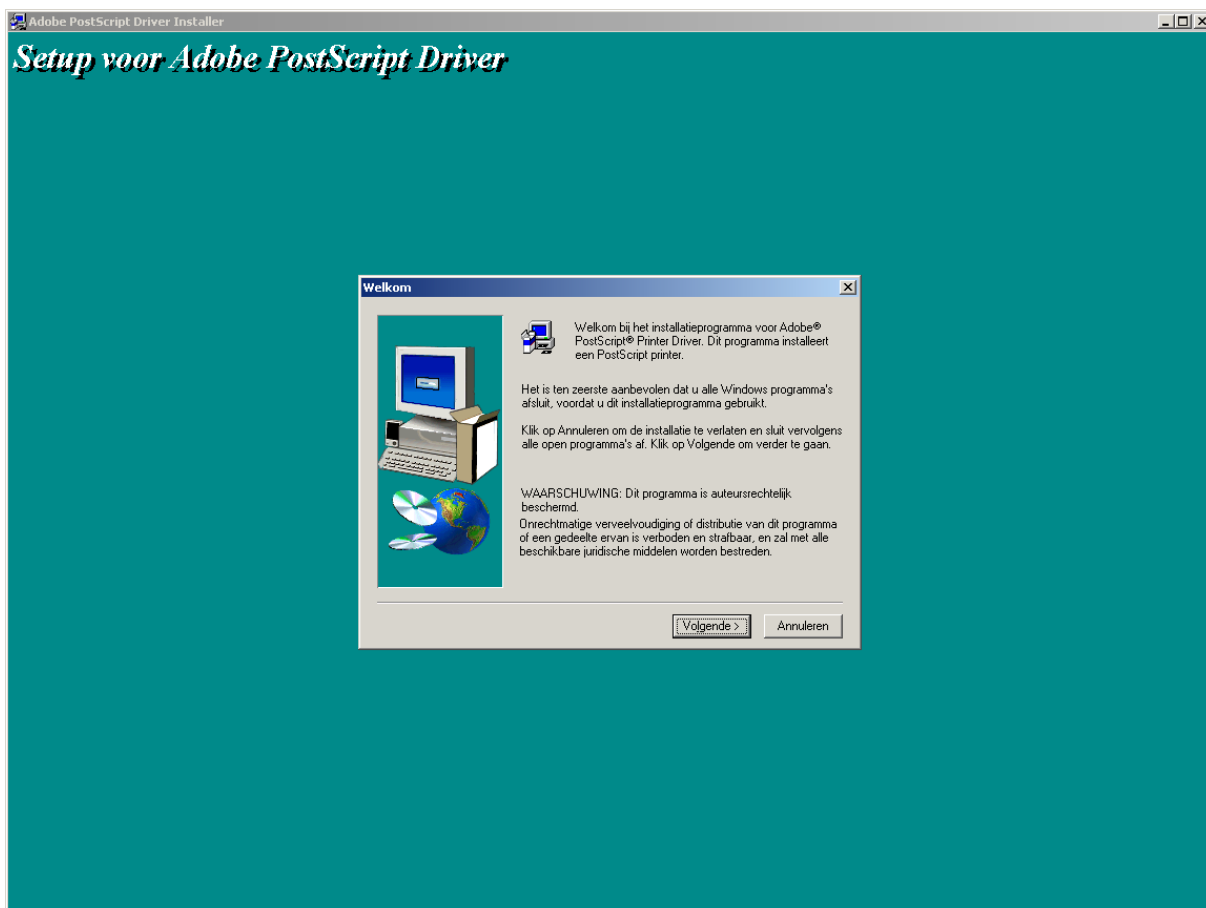 Adobe PostScript Driver Installer
Setup voor Adobe PostScript Driver
Welkom
Welkom bij het installatieprogramma voor Adobe®
PostScript® Printer Driver. Dit programma installeert
een PostScript printer.
Het is ten zeerste aanbevolen dat u alle Windows programma's
afsluit, voordat u dit installatieprogramma gebruikt.
Klik op Annuleren om de installatie te verlaten en sluit vervolgens
alle open programma's af. Klik op Volgende om verder te gaan.
WAARSCHUWING: Dit programma is auteursrechtelijk
beschermd.
Onrechtmatige verveelvoudiging of distributie van dit programma
of een gedeelte ervan is verboden en strafbaar, en zal met alle
beschikbare juridische middelen worden bestreden.
Volgende >
Annuleren